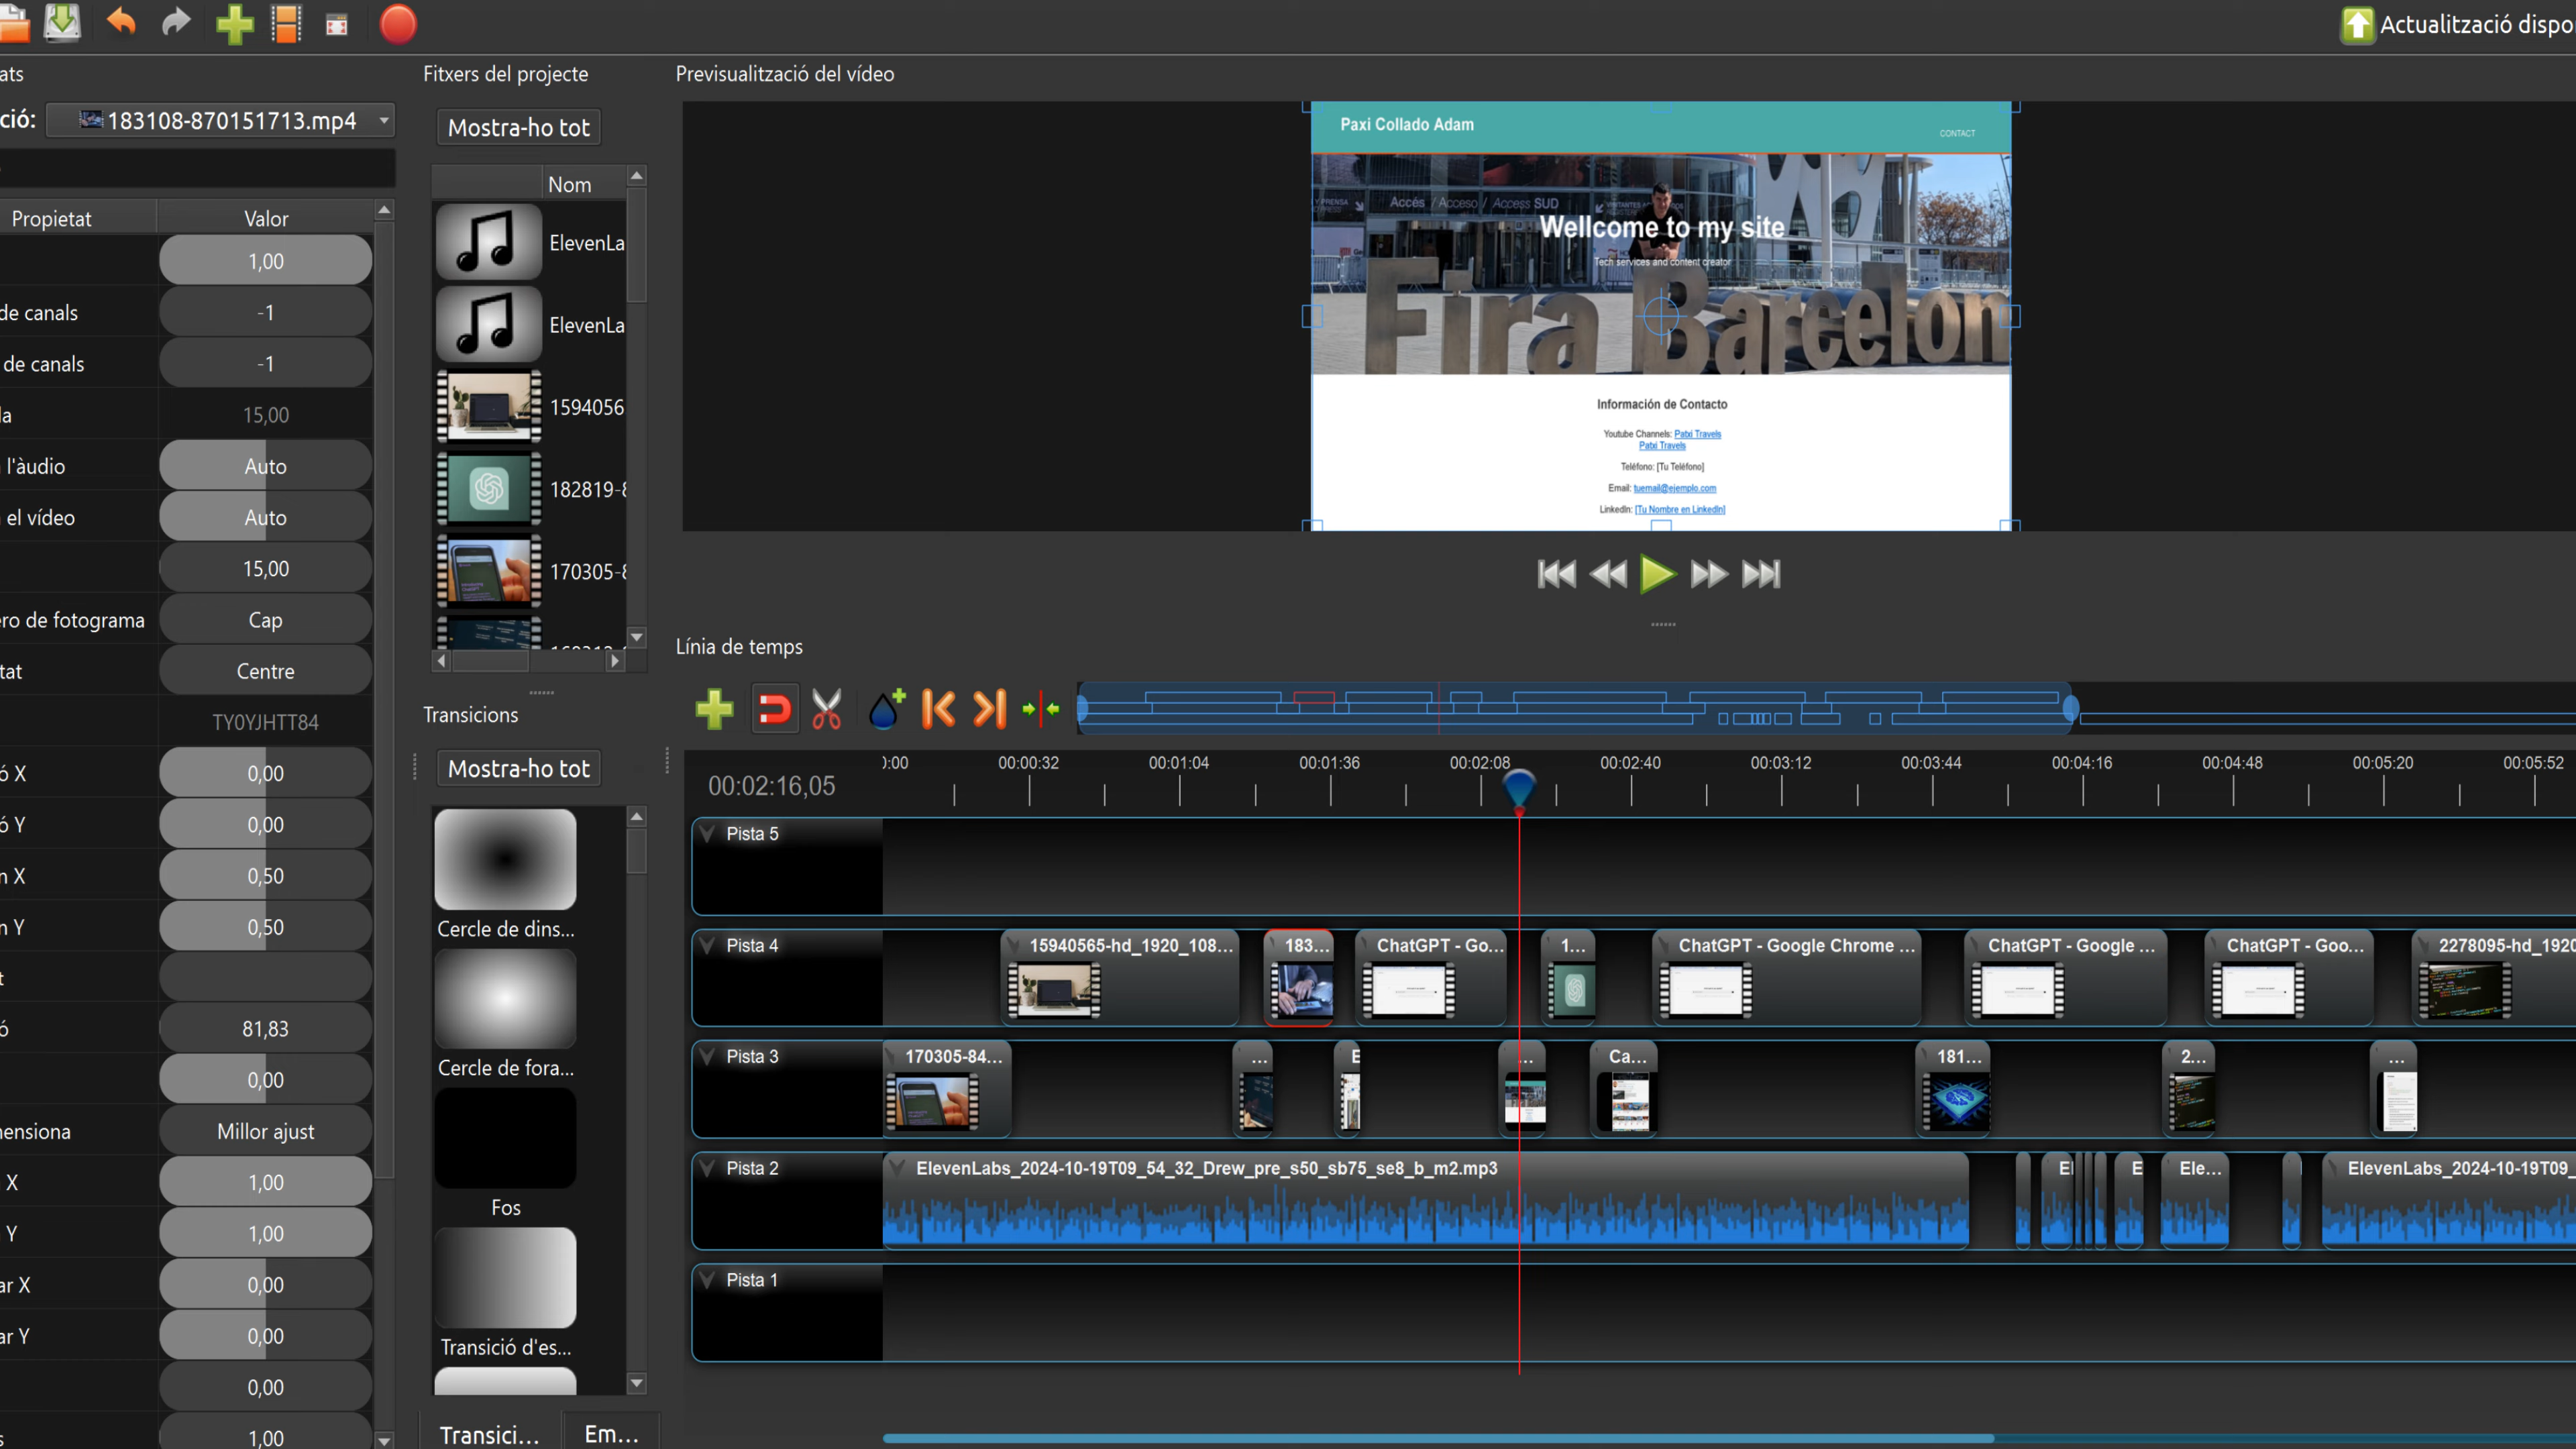 Actualització dispo
ats
ció:
183108-870151713.mp4
Propietat
Valor
1,00
de canals
-1
de canals
-1
la
15,00
l'àudio
Auto
el vídeo
Auto
15,00
ro de fotograma
Cap
tat
Centre
TY0YJHTT84
ó X
0,00
ó Y
0,00
n X
0,50
n Y
0,50
t
ó
81,83
0,00
ensiona
Millor ajust
X
1,00
Y
1,00
ar X
0,00
ar Y
0,00
0,00
s
1,00
Fitxers del projecte
Mostra-ho tot
Nom
ElevenLa
ElevenLa
1594056
182819-8
170305-8
Transicions
Mostra-ho tot
Cercle de dins...
Cercle de fora...
Fos
Transició d'es...
Transici...
Em...
Previsualització del vídeo
Paxi Collado Adam
CONTACT
Accés / Acceso / Access SUD
Wellcome to my site
Tech services and content creator
Fira Barcelon
Información de Contacto
Youtube Channels: Patxi Travels
Patxi Travels
Teléfono: [Tu Teléfono]
Email: tuemail@ejemplo.com
LinkedIn: [Tu Nombre en LinkedIn]
Línia de temps
00:02:16,05
:00
00:00:32
00:01:04
00:01:36
00:02:08
00:02:40
00:03:12
00:03:44
00:04:16
00:04:48
00:05:20
00:05:52
Pista 5
Pista 4
15940565-hd_1920_108...
183...
ChatGPT - Go...
1...
ChatGPT - Google Chrome ...
ChatGPT - Google ...
ChatGPT - Goo...
2278095-hd_1920
Pista 3
170305-84...
...
E
...
Ca...
181...
2...
...
Pista 2
ElevenLabs_2024-10-19T09_54_32_Drew_pre_s50_sb75_se8_b_m2.mp3
El
E
Ele...
ElevenLabs_2024-10-19T09_
Pista 1